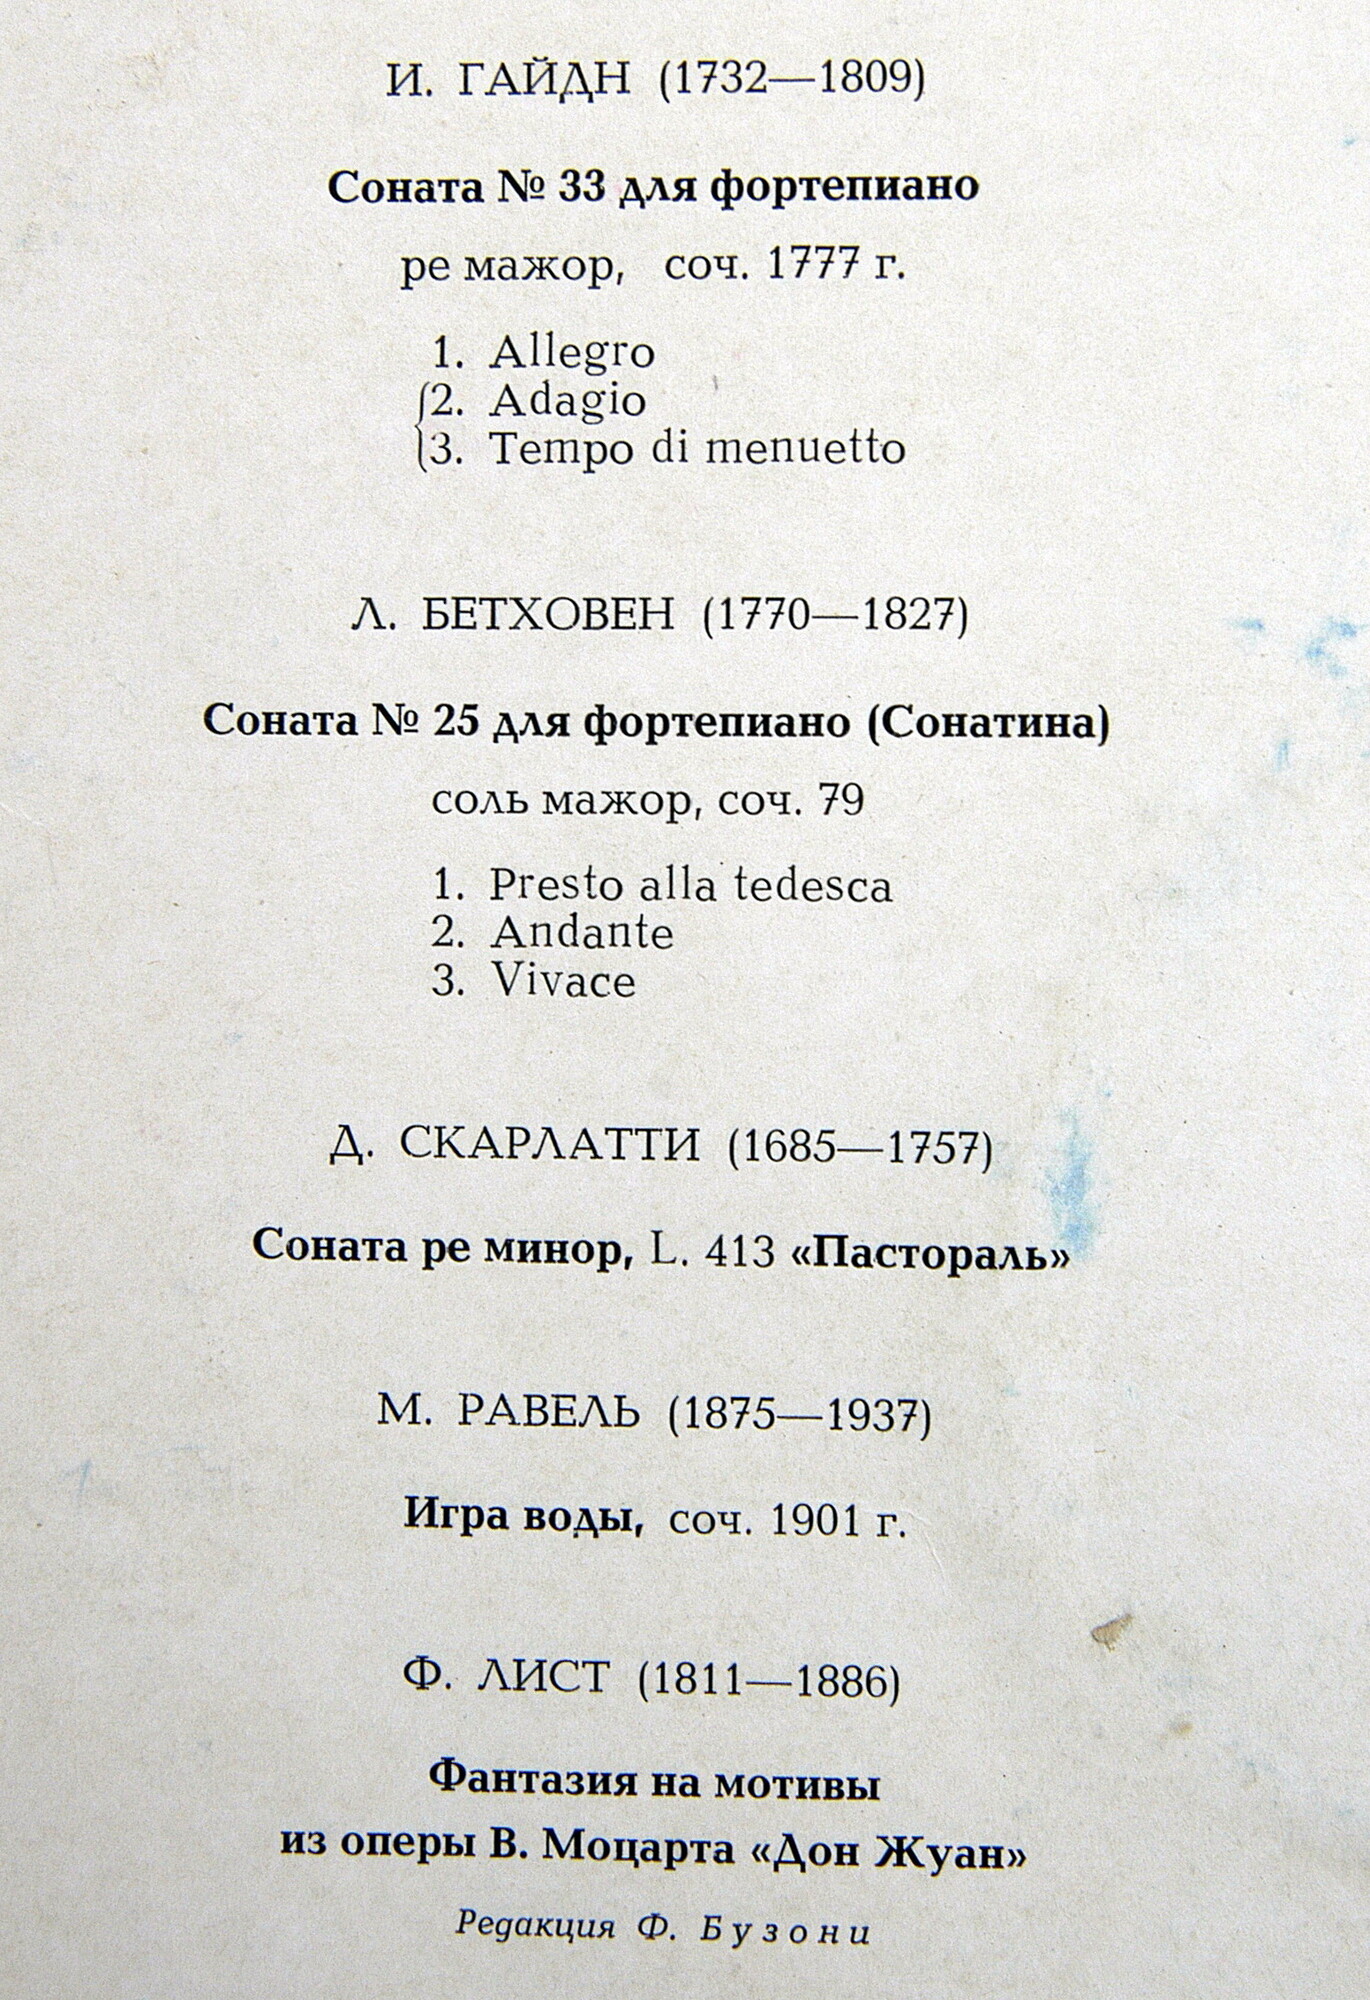 И. ГАЙДН (1732—1809)
Соната № 33 для фортепиано
ре мажор, соч. 1777 г.
1. Allegro
2. Adagio
3. Tempo di menuetto
Л. БЕТХОВЕН (1770—1827)
Соната № 25 для фортепиано (Сонатина)
соль мажор, соч. 79
1. Presto alla tedesca
2. Andante
3. Vivace
Д. СКАРЛАТТИ (1685—1757)
Соната ре минор, L. 413 «Пастораль»
М. РАВЕЛЬ (1875—1937)
Игра воды, соч. 1901 г.
Ф. ЛИСТ (1811—1886)
Фантазия на мотивы
из оперы В. Моцарта «Дон Жуан»
Редакция Ф. Бузони